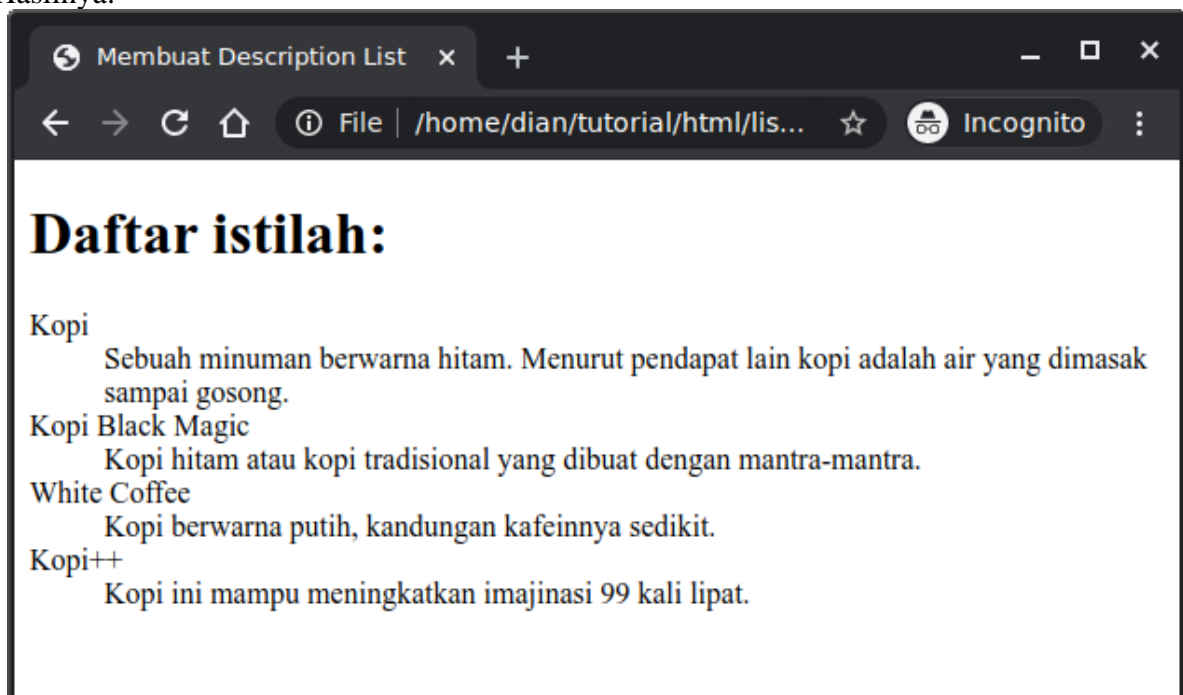 Hasilnya:
Membuat Description List
File /home/dian/tutorial/html/lis... Incognito
Daftar istilah:
Kopi
Sebuah minuman berwarna hitam. Menurut pendapat lain kopi adalah air yang dimasak
sampai gosong.
Kopi Black Magic
Kopi hitam atau kopi tradisional yang dibuat dengan mantra-mantra.
White Coffee
Kopi berwarna putih, kandungan kafeinnya sedikit.
Kopi++
Kopi ini mampu meningkatkan imajinasi 99 kali lipat.